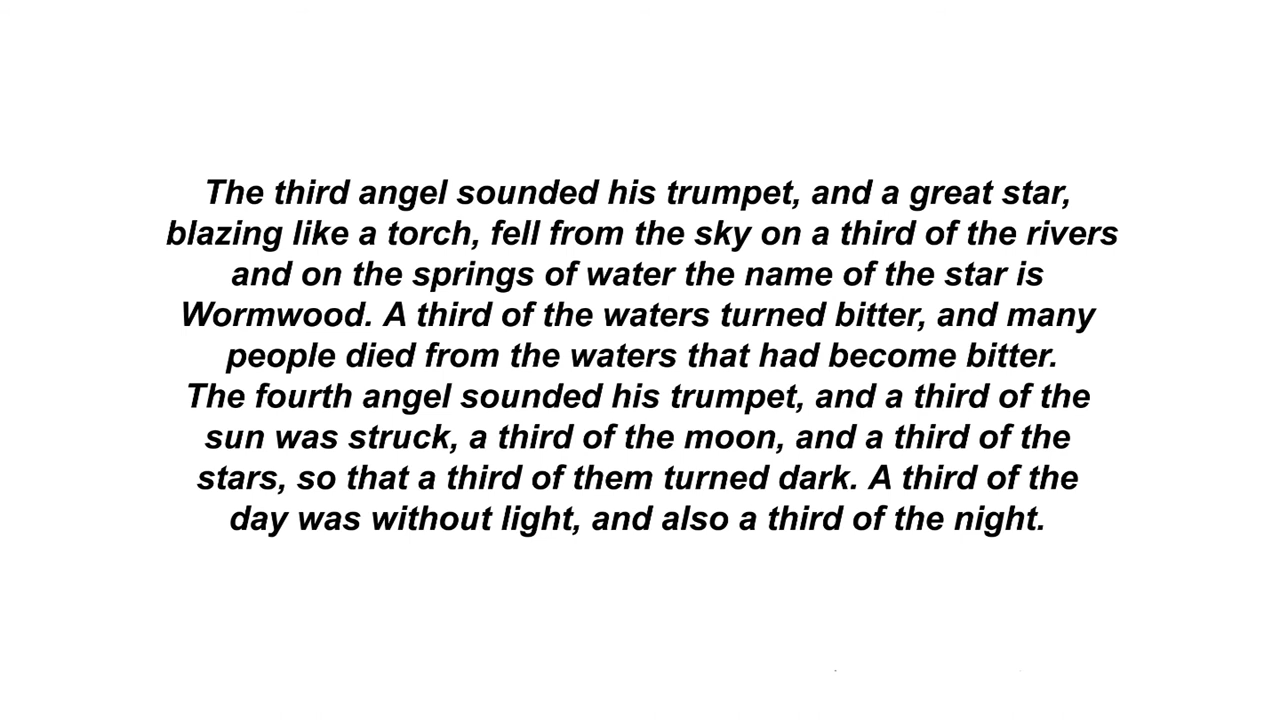 The third angel sounded his trumpet, and a great star,
blazing like a torch, fell from the sky on a third of the rivers
and on the springs of water the name of the star is
Wormwood. A third of the waters turned bitter, and many
people died from the waters that had become bitter.
The fourth angel sounded his trumpet, and a third of the
sun was struck, a third of the moon, and a third of the
stars, so that a third of them turned dark. A third of the
day was without light, and also a third of the night.